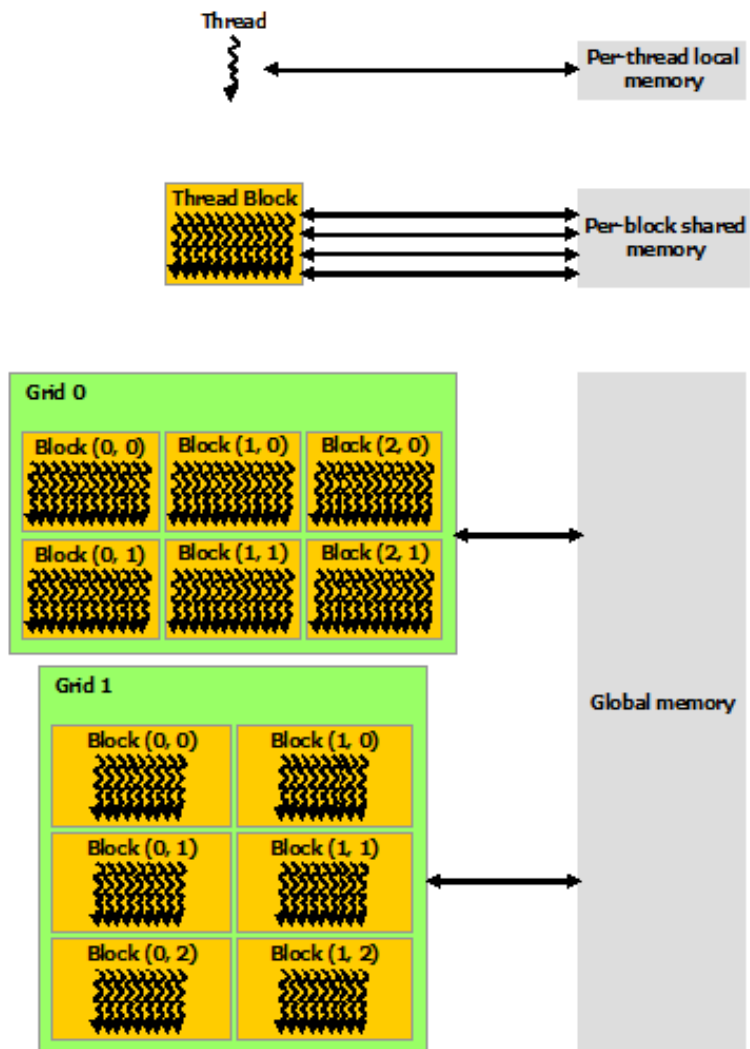 Thread
Per-thread local
memory
Thread Block
Per-block shared
memory
Grid 0
Block (0, 0)
Block (1, 0)
Block (2, 0)
Block (0, 1)
Block (1, 1)
Block (2, 1)
Grid 1
Block (0, 0)
Block (1, 0)
Block (0, 1)
Block (1, 1)
Block (0, 2)
Block (1, 2)
Global memory